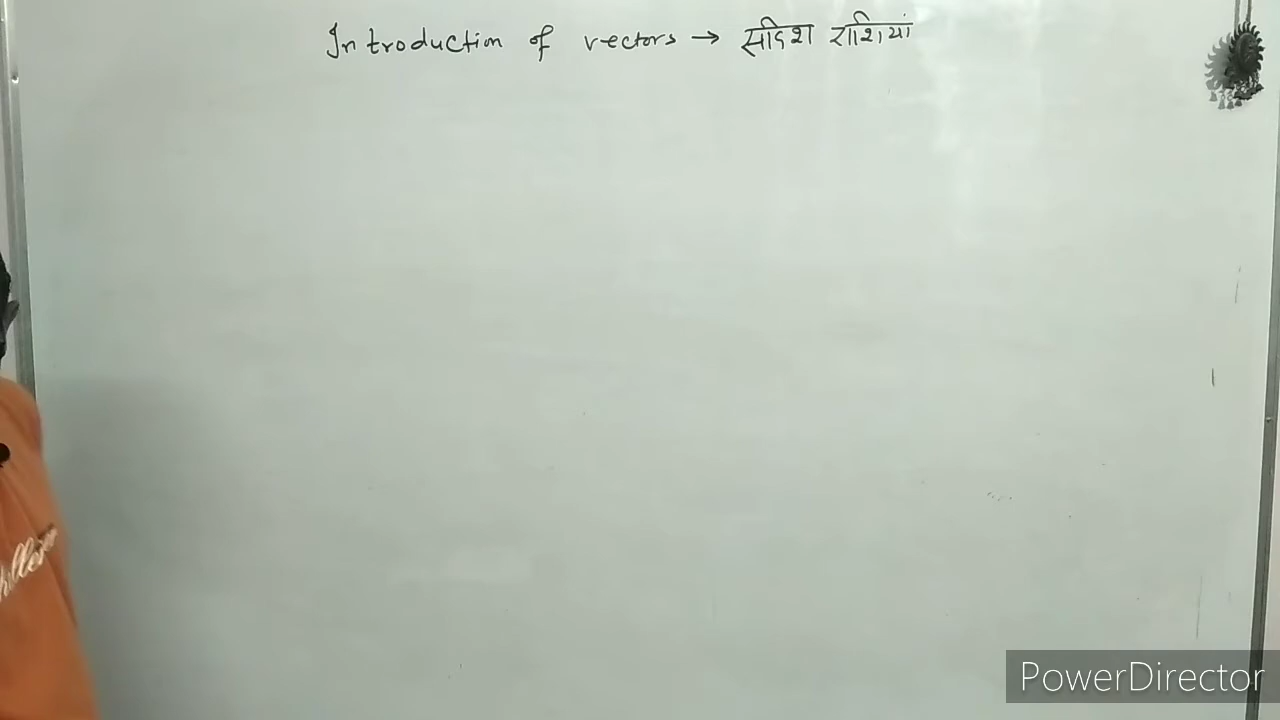 Introduction of vectors → सदिश राशियां
PowerDirector